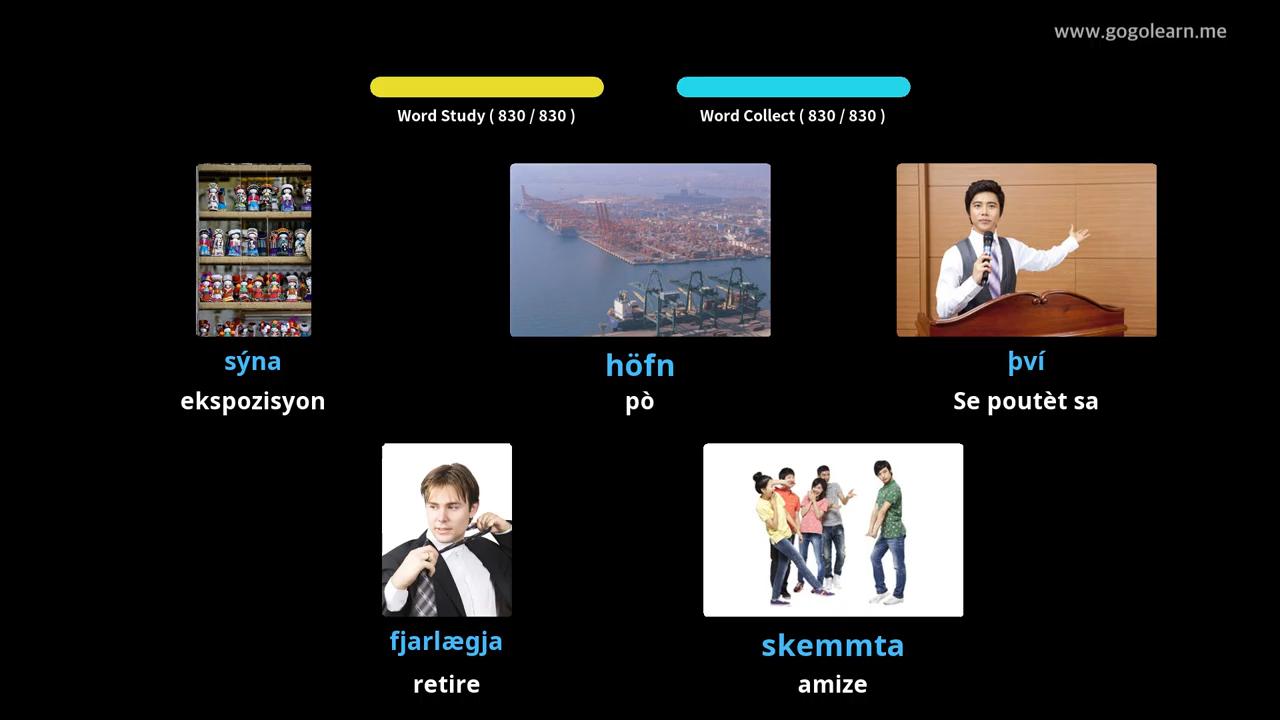 www.gogolearn.me
Word Study ( 830 / 830 )
Word Collect ( 830 / 830 )
sýna
höfn
því
ekspozisyon
pò
Se poutèt sa
fjarlægja
skemmta
retire
amize